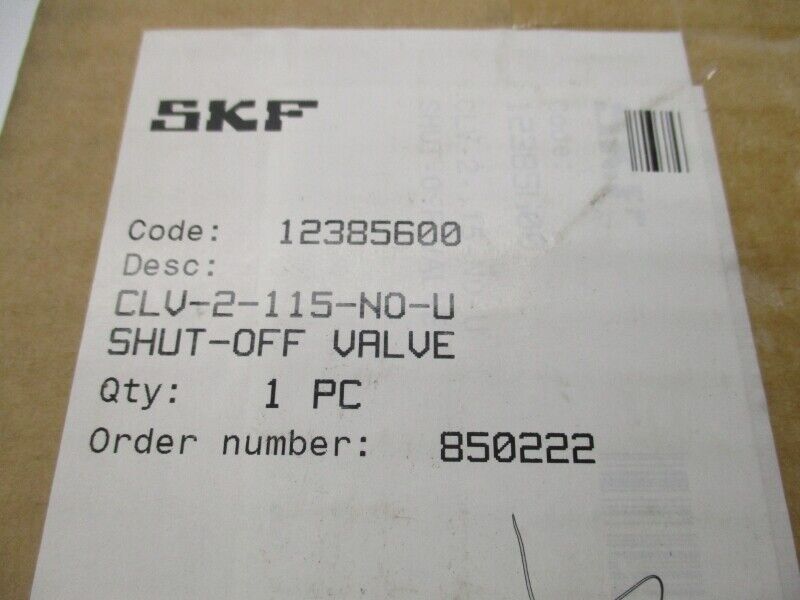 SKF
Code: 12385600
Desc:
CLV-2-115-NO-U
SHUT-OFF VALVE
Qty: 1 PC
Order number: 850222